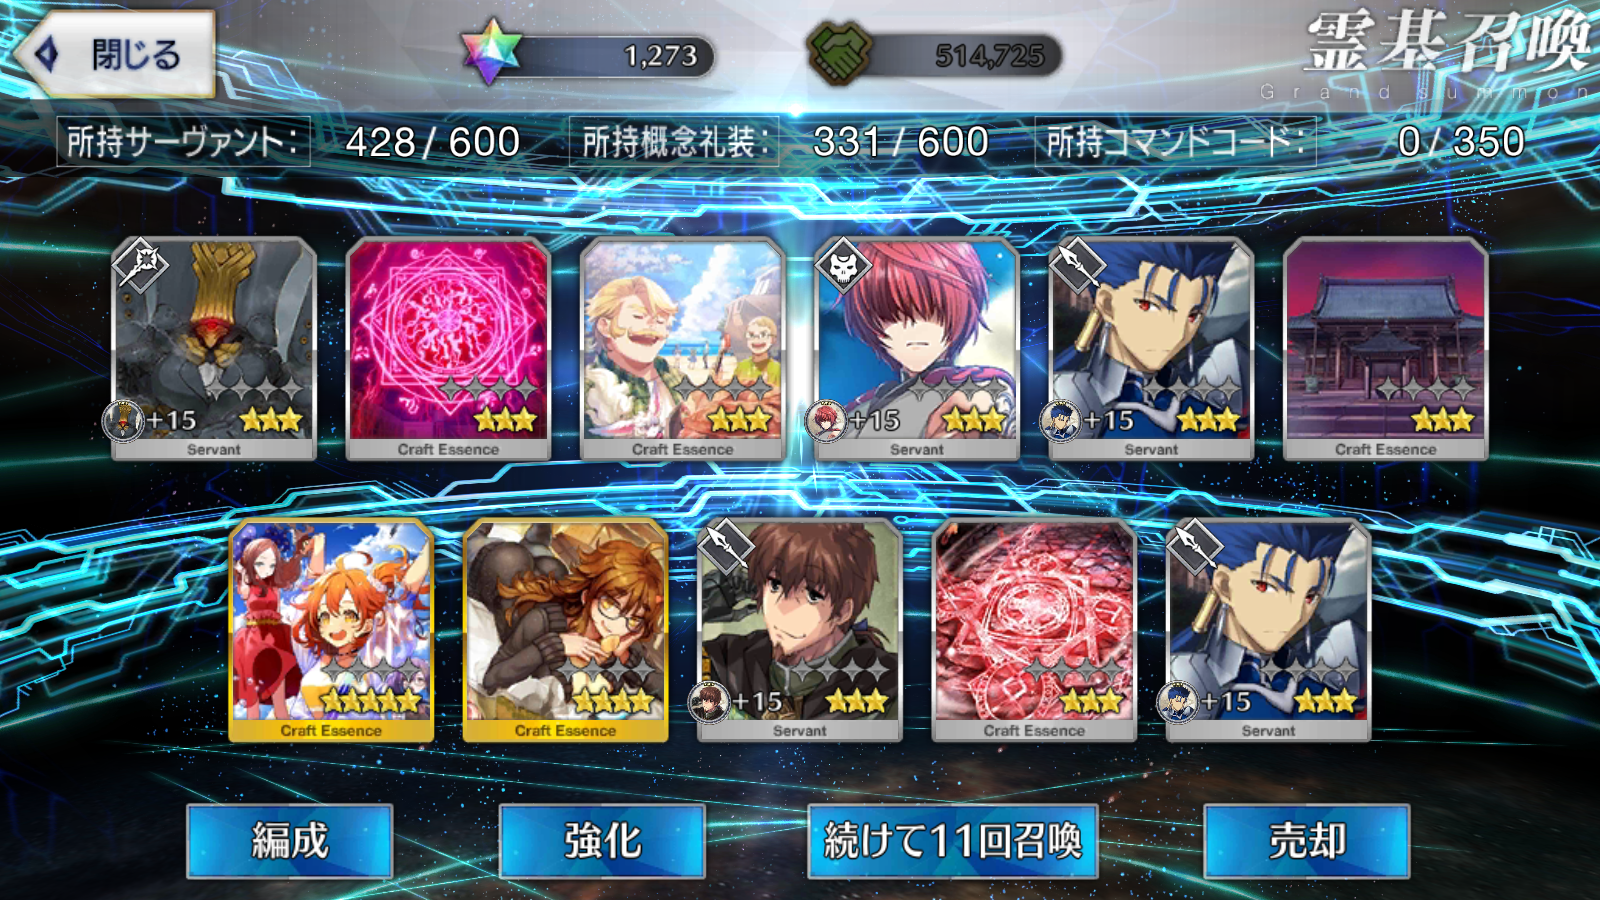 閉じる
1,273
514,725
霊基召喚
Grand summon
所持サーヴァント: 428 / 600
所持概念礼装: 331 / 600
所持コマンドコード: 0 / 350
+15
Servant
Craft Essence
Craft Essence
+15
Servant
+15
Servant
Craft Essence
Craft Essence
Craft Essence
+15
Servant
Craft Essence
+15
Servant
編成
強化
続けて11回召喚
売却